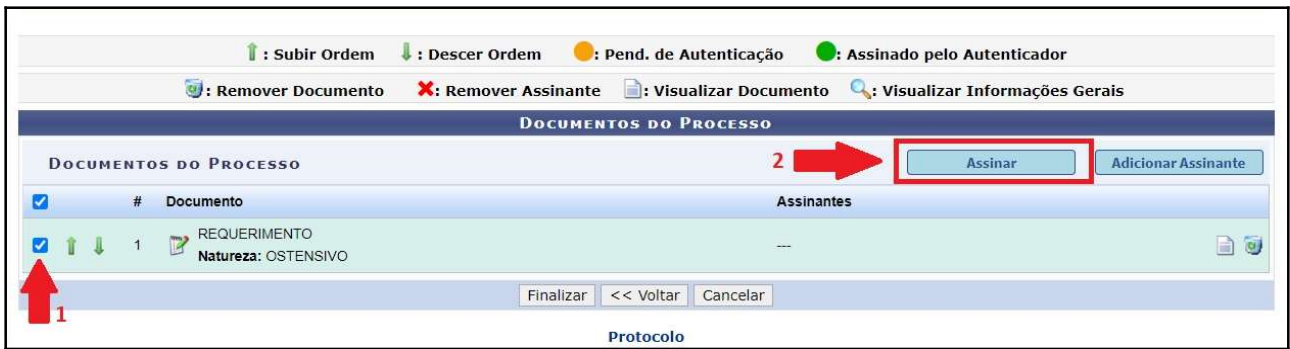 : Subir Ordem : Descer Ordem : Pend. de Autenticação : Assinado pelo Autenticador
: Remover Documento : Remover Assinante : Visualizar Documento : Visualizar Informações Gerais
DOCUMENTOS DO PROCESSO
DOCUMENTOS DO PROCESSO 2 Assinar Adicionar Assinante
# Documento Assinantes
1 REQUERIMENTO ---
Natureza: OSTENSIVO
Finalizar << Voltar Cancelar
1
Protocolo